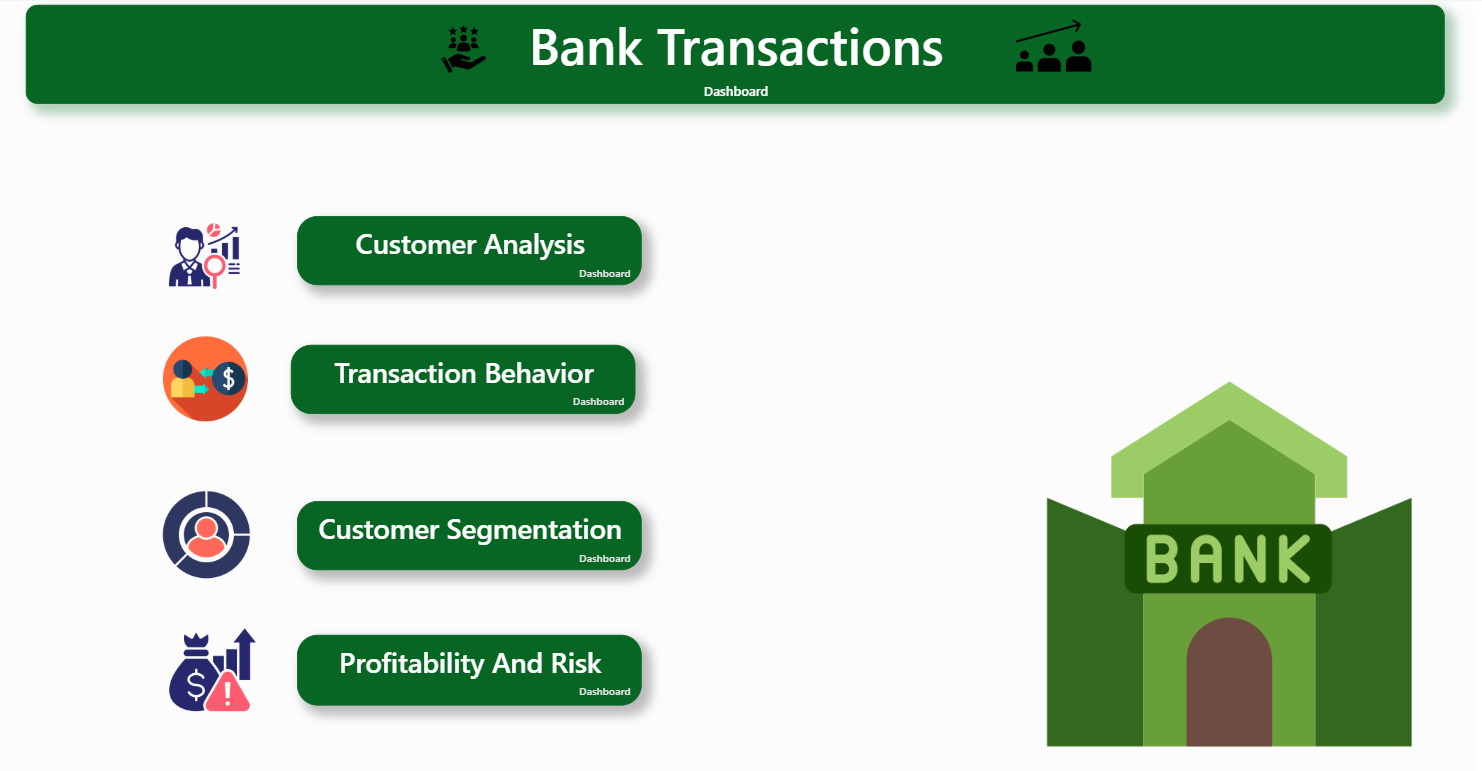 Bank Transactions
Dashboard
Customer Analysis
Dashboard
Transaction Behavior
Dashboard
Customer Segmentation
Dashboard
Profitability And Risk
Dashboard
BANK
$
$
!